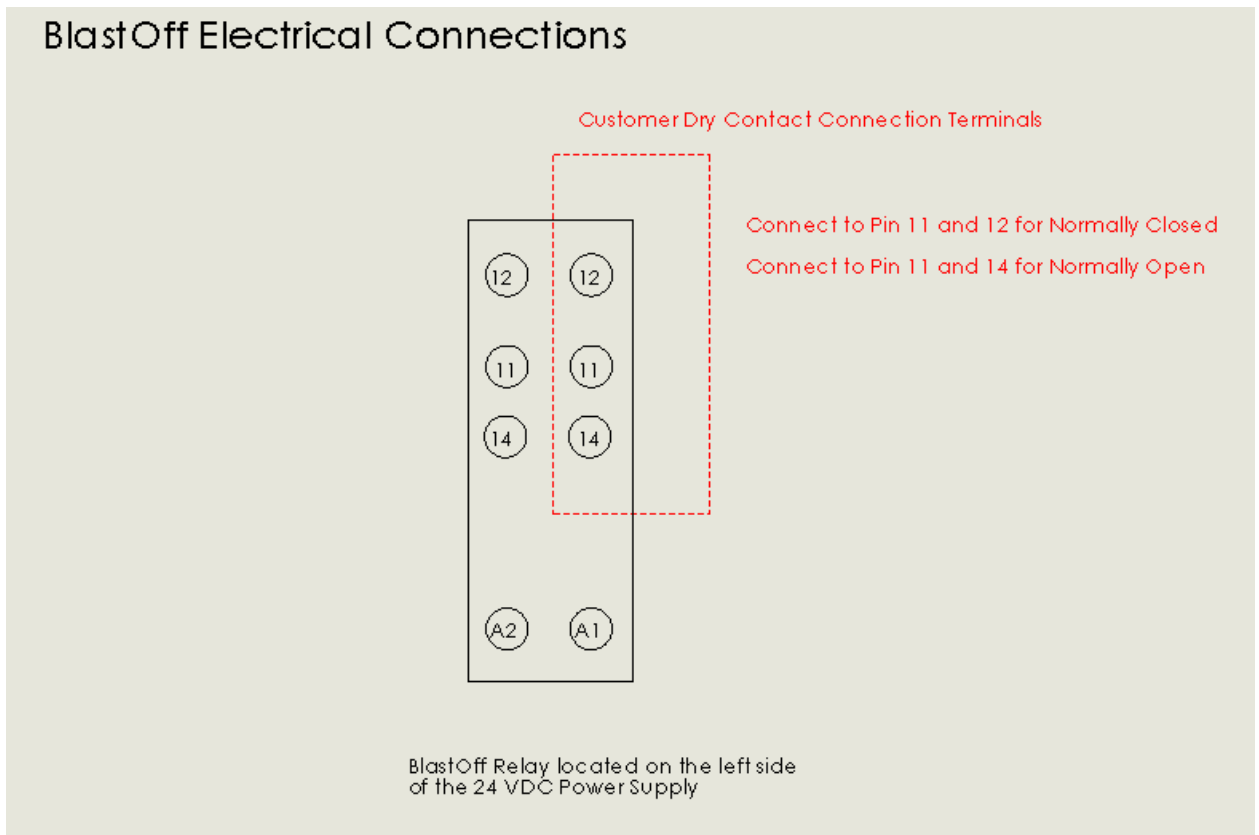 BlastOff Electrical Connections
Customer Dry Contact Connection Terminals
Connect to Pin 11 and 12 for Normally Closed
Connect to Pin 11 and 14 for Normally Open
12 12
11 11
14 14
A2 A1
BlastOff Relay located on the left side
of the 24 VDC Power Supply